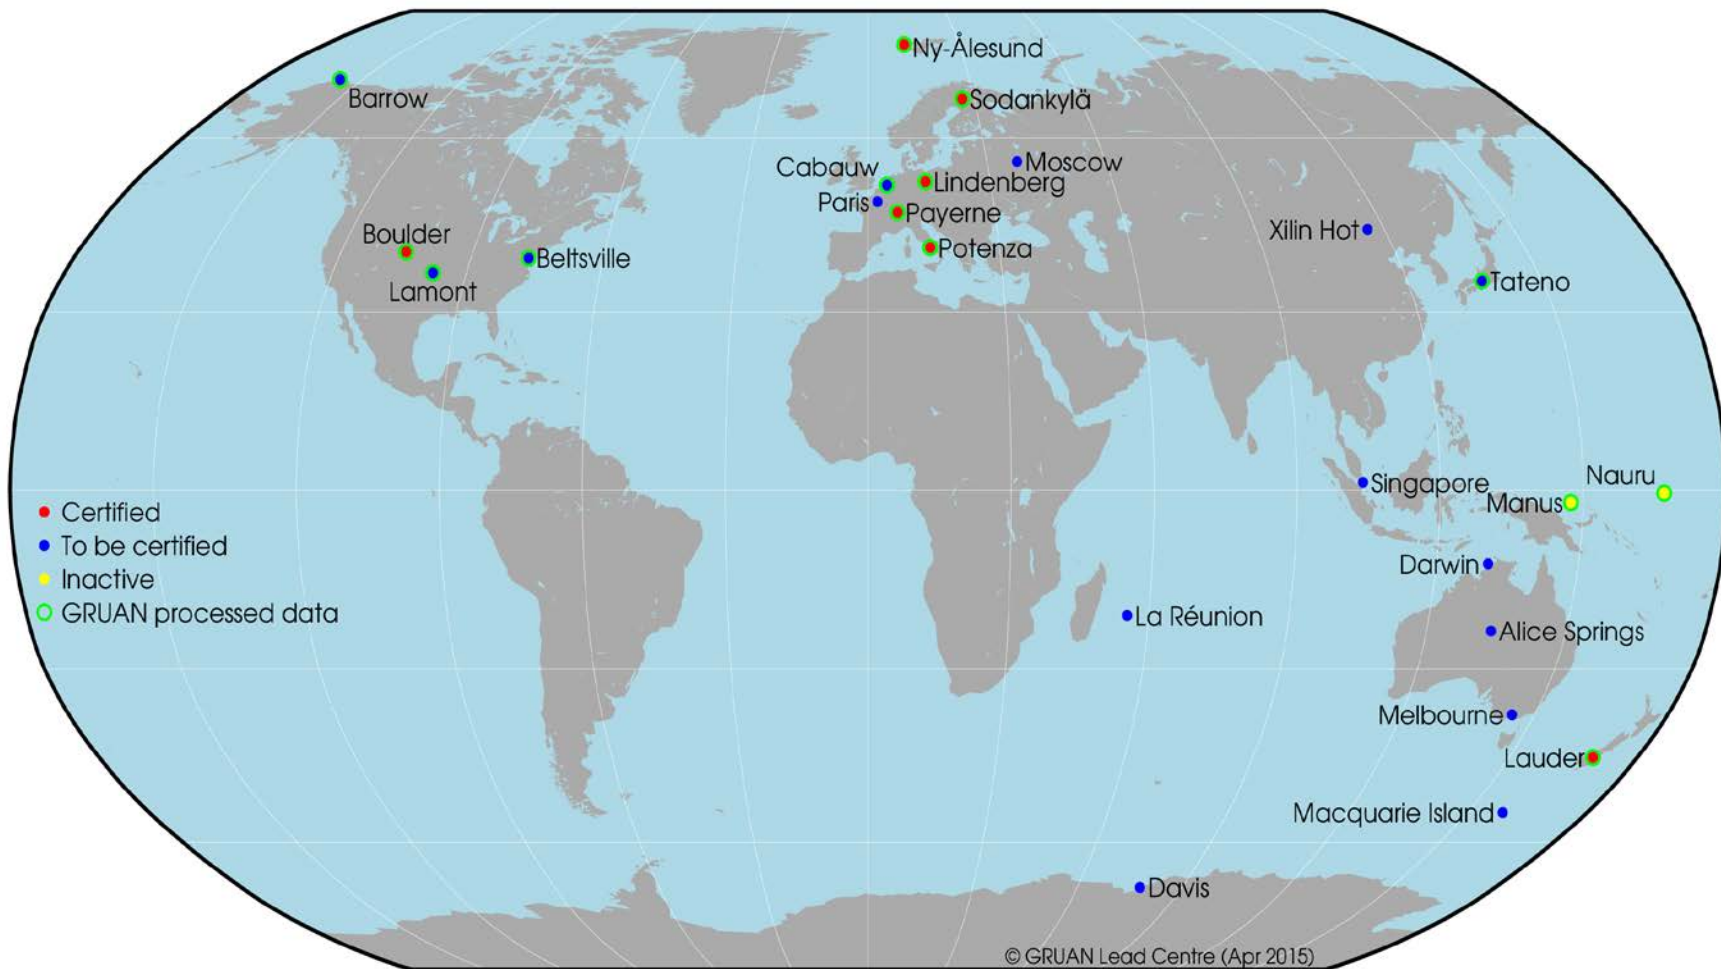 Ny-Ålesund
Barrow
Sodankylä
Cabauw
Moscow
Lindenberg
Paris
Payerne
Xilin Hot
Boulder
Potenza
Beltsville
Tateno
Lamont
Nauru
Singapore
Manus
Certified
To be certified
Inactive
GRUAN processed data
Darwin
La Réunion
Alice Springs
Melbourne
Lauder
Macquarie Island
Davis
© GRUAN Lead Centre (Apr 2015)